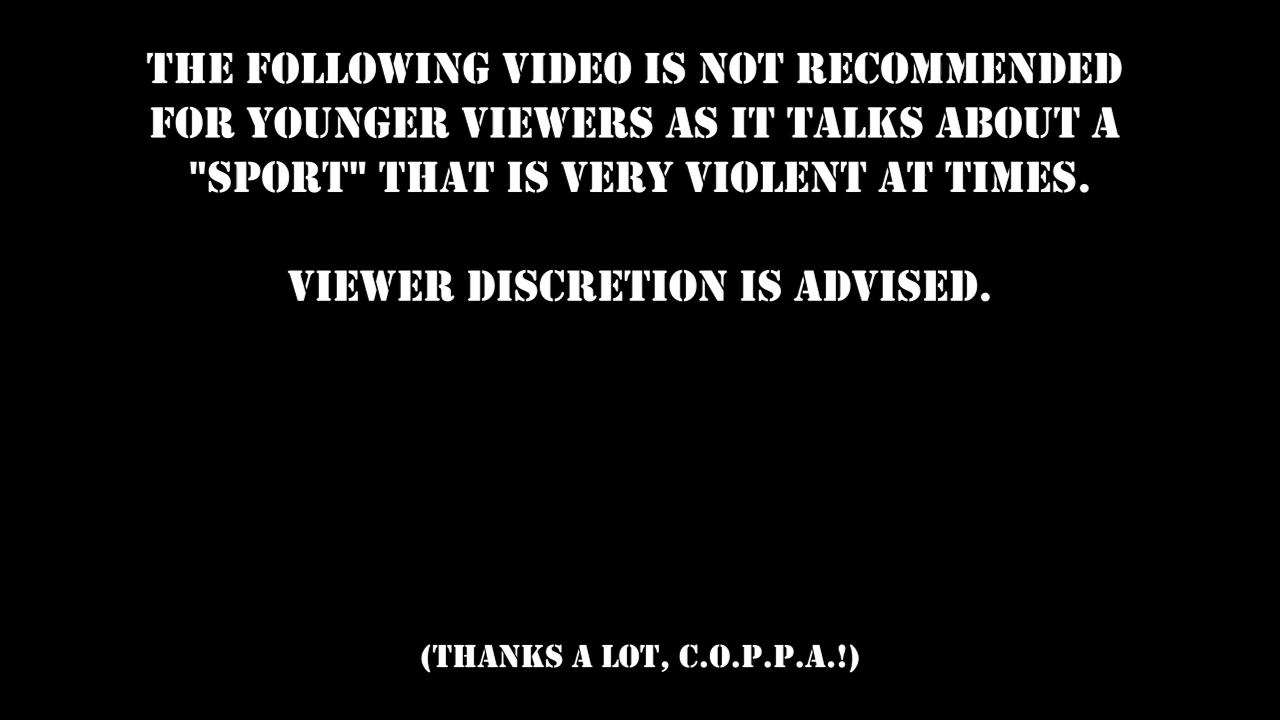 THE FOLLOWING VIDEO IS NOT RECOMMENDED
FOR YOUNGER VIEWERS AS IT TALKS ABOUT A
"SPORT" THAT IS VERY VIOLENT AT TIMES.
VIEWER DISCRETION IS ADVISED.
(THANKS A LOT, C.O.P.P.A.!)